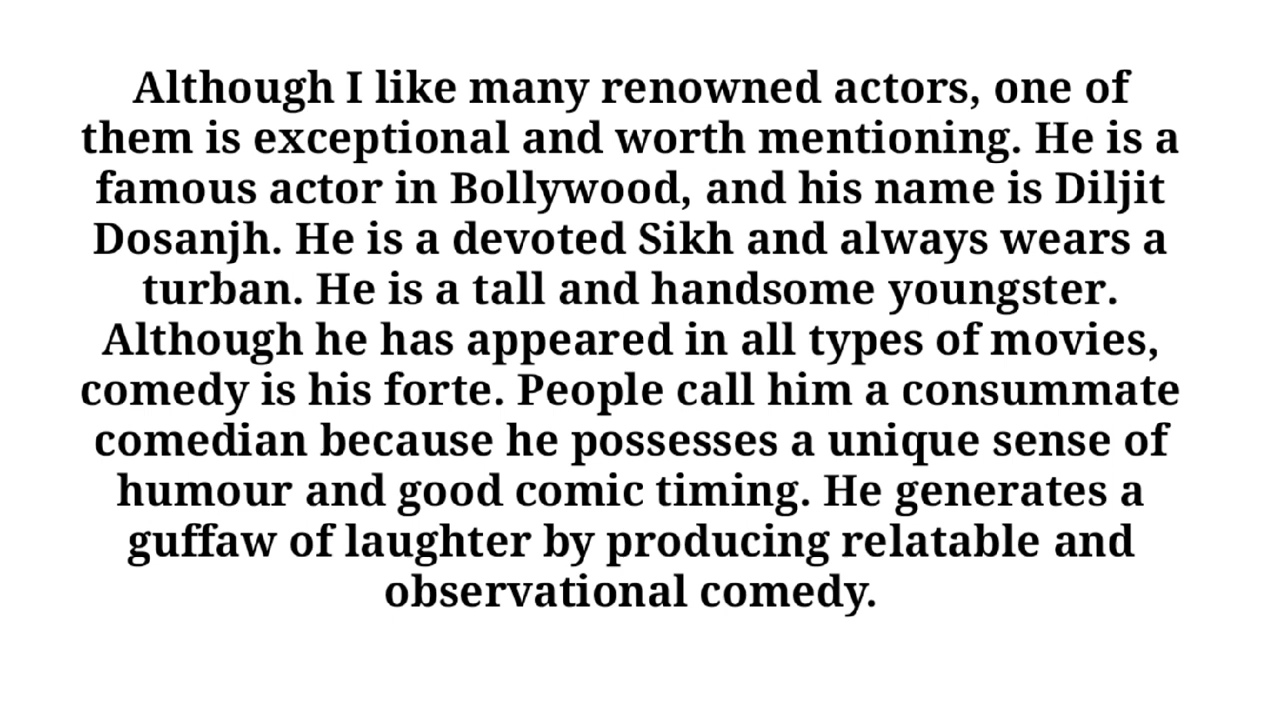 Although I like many renowned actors, one of
them is exceptional and worth mentioning. He is a
famous actor in Bollywood, and his name is Diljit
Dosanjh. He is a devoted Sikh and always wears a
turban. He is a tall and handsome youngster.
Although he has appeared in all types of movies,
comedy is his forte. People call him a consummate
comedian because he possesses a unique sense of
humour and good comic timing. He generates a
guffaw of laughter by producing relatable and
observational comedy.